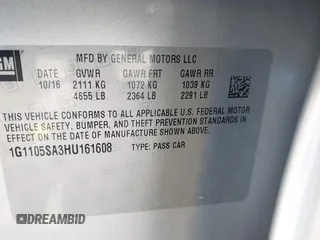 GM
MFD BY GENERAL MOTORS LLC
DATE GVWR GAWR FRT GAWR RR
10/16 2111 KG 1072 KG 1039 KG
4655 LB 2364 LB 2291 LB
THIS VEHICLE CONFORMS TO ALL APPLICABLE U.S. FEDERAL MOTOR
VEHICLE SAFETY, BUMPER, AND THEFT PREVENTION STANDARDS
IN EFFECT ON THE DATE OF MANUFACTURE SHOWN ABOVE.
1G1105SA3HU161608 TYPE: PASS CAR
DREAMBID.COM